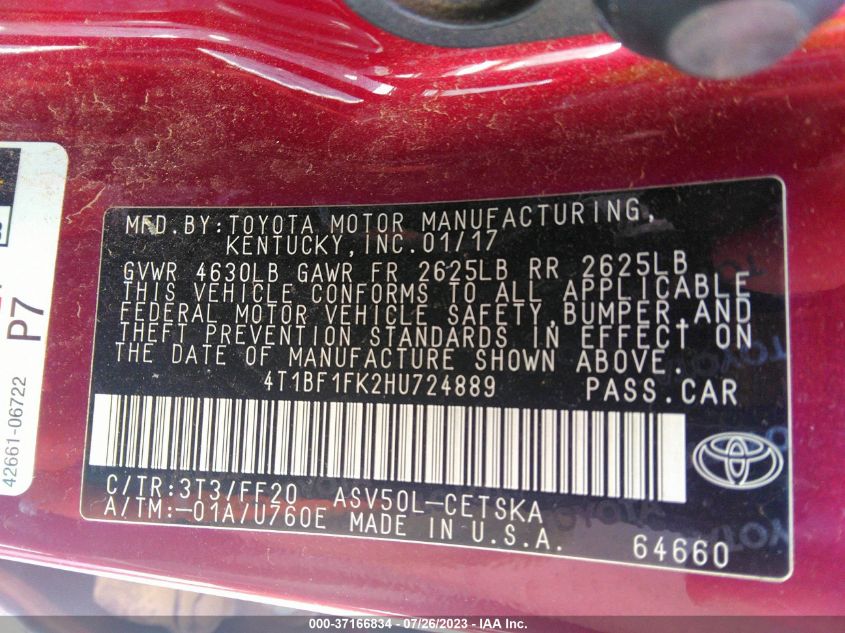 MFD.BY:TOYOTA MOTOR MANUFACTURING,
KENTUCKY,INC.01/17
GVWR 4630LB GAWR FR 2625LB RR 2625LB
THIS VEHICLE CONFORMS TO ALL APPLICABLE
FEDERAL MOTOR VEHICLE SAFETY,BUMPER,AND
THEFT PREVENTION STANDARDS IN EFFECT ON
THE DATE OF MANUFACTURE SHOWN ABOVE.
4T1BF1FK2HU724889 PASS.CAR
C/TR:3T3/FF20 ASV50L-CETSKA
A/TM:-01A/U760E MADE IN U.S.A. 64660
P7
42661-06722
000-37166834 - 07/26/2023 - IAA Inc.